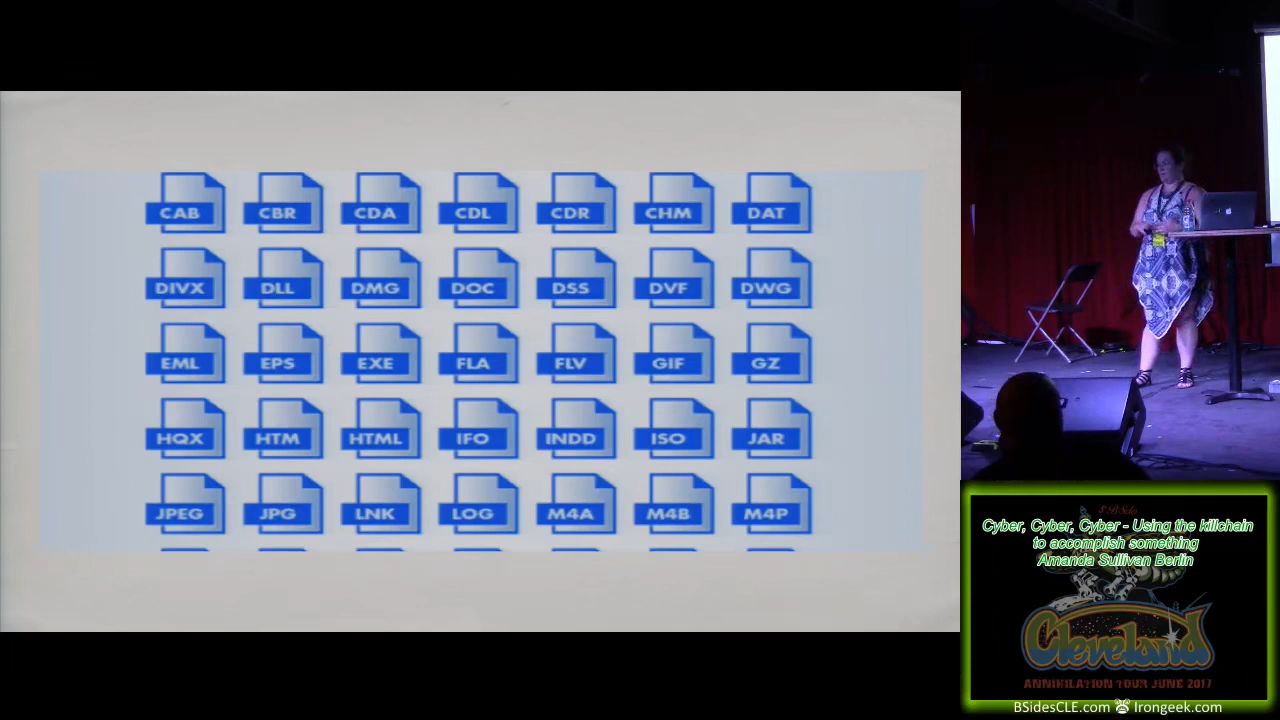 CAB CBR CDA CDL CDR CHM DAT
DIVX DLL DMG DOC DSS DVF DWG
EML EPS EXE FLA FLV GIF GZ
HQX HTM HTML IFO INDD ISO JAR
JPEG JPG LNK LOG M4A M4B M4P
Cyber, Cyber, Cyber - Using the killchain
to accomplish something
Amanda Sullivan Berlin
Cleveland
ANNIHILATION TOUR JUNE 2017
BSidesCLE.com Irongeek.com